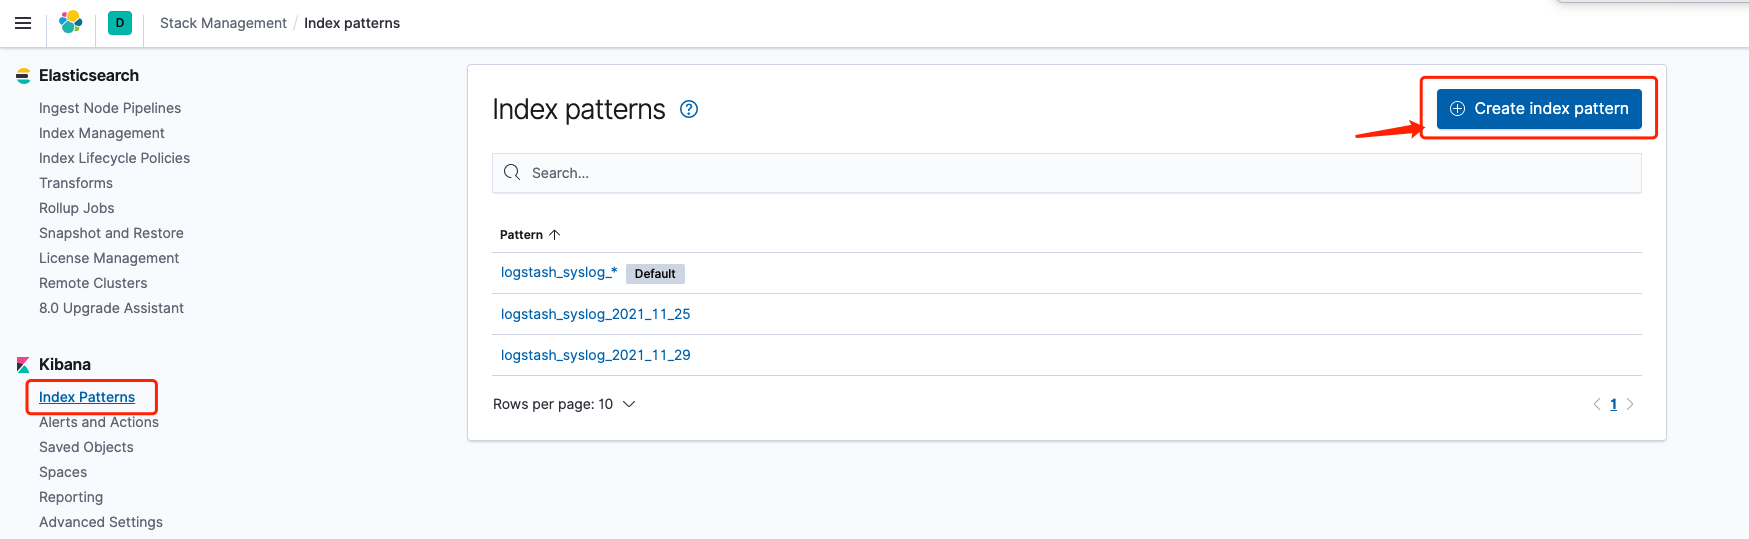 D Stack Management / Index patterns
Elasticsearch
Ingest Node Pipelines
Index Management
Index Lifecycle Policies
Transforms
Rollup Jobs
Snapshot and Restore
License Management
Remote Clusters
8.0 Upgrade Assistant
Kibana
Index Patterns
Alerts and Actions
Saved Objects
Spaces
Reporting
Advanced Settings
Index patterns ?
Create index pattern
Search...
Pattern
logstash_syslog_* Default
logstash_syslog_2021_11_25
logstash_syslog_2021_11_29
Rows per page: 10
1